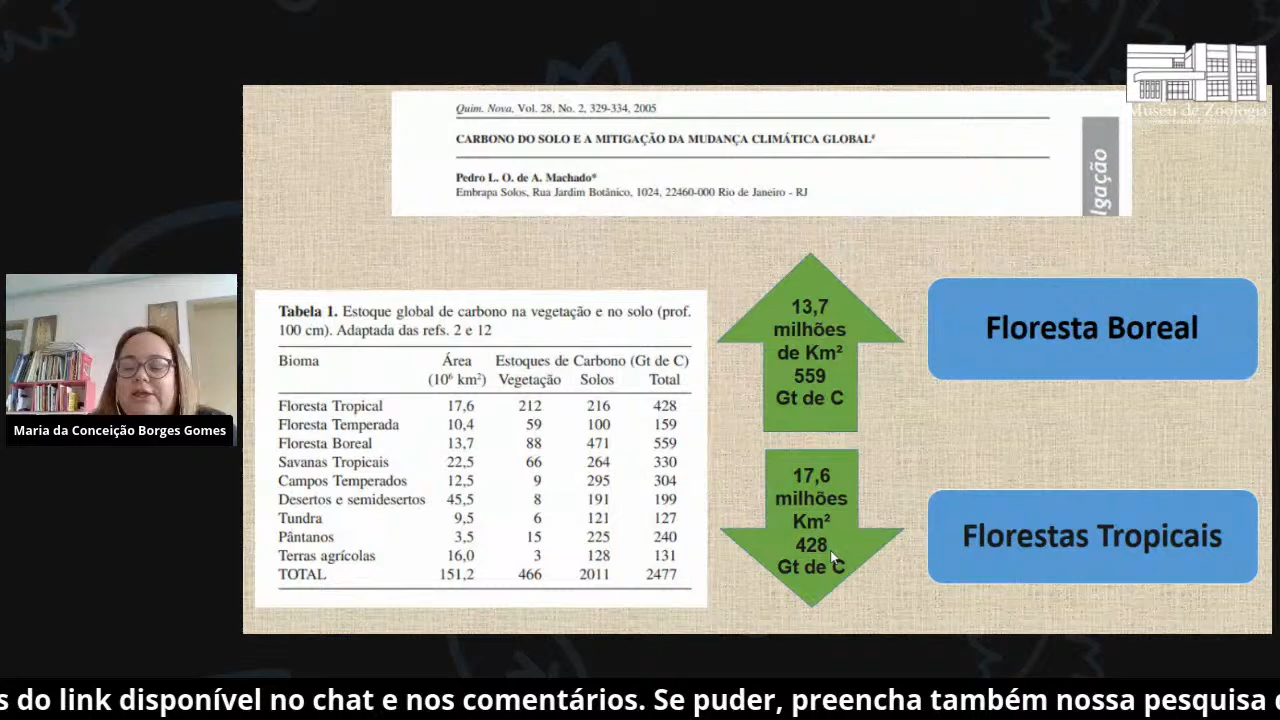 Museu de Zoologia
Quim. Nova, Vol. 28, No. 2, 329-334, 2005
CARBONO DO SOLO E A MITIGAÇÃO DA MUDANÇA CLIMÁTICA GLOBAL#
Pedro L. O. de A. Machado*
Embrapa Solos, Rua Jardim Botânico, 1024, 22460-000 Rio de Janeiro - RJ
lgação
Tabela 1. Estoque global de carbono na vegetação e no solo (prof.
100 cm). Adaptada das refs. 2 e 12
Bioma Área Estoques de Carbono (Gt de C)
(10⁶ km²) Vegetação Solos Total
Floresta Tropical 17,6 212 216 428
Floresta Temperada 10,4 59 100 159
Floresta Boreal 13,7 88 471 559
Savanas Tropicais 22,5 66 264 330
Campos Temperados 12,5 9 295 304
Desertos e semidesertos 45,5 8 191 199
Tundra 9,5 6 121 127
Pântanos 3,5 15 225 240
Terras agrícolas 16,0 3 128 131
TOTAL 151,2 466 2011 2477
13,7
milhões
de Km²
559
Gt de C
Floresta Boreal
17,6
milhões
Km²
428
Gt de C
Florestas Tropicais
Maria da Conceição Borges Gomes
s do link disponível no chat e nos comentários. Se puder, preencha também nossa pesquisa